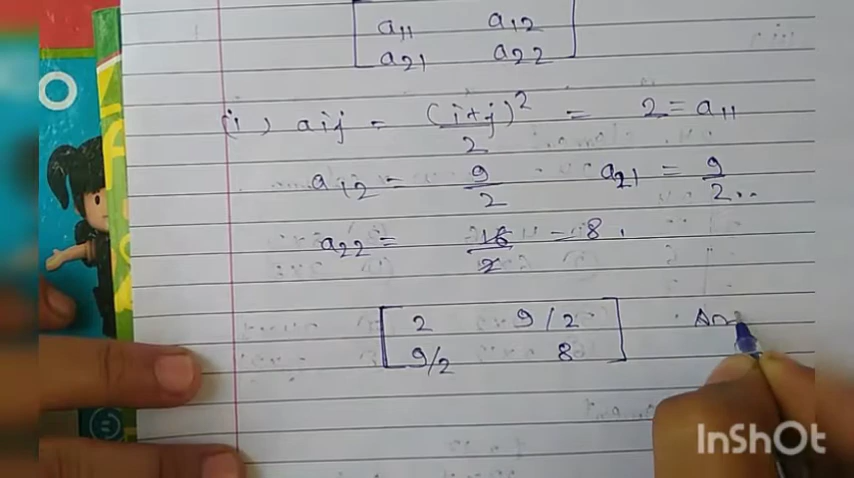 a11 a12
a21 a22
(i) aij = (i+j)²/2 = 2 = a11
a12 = 9/2 a21 = 9/2
a22 = 16/2 = 8
2 9/2
9/2 8
An
InShOt